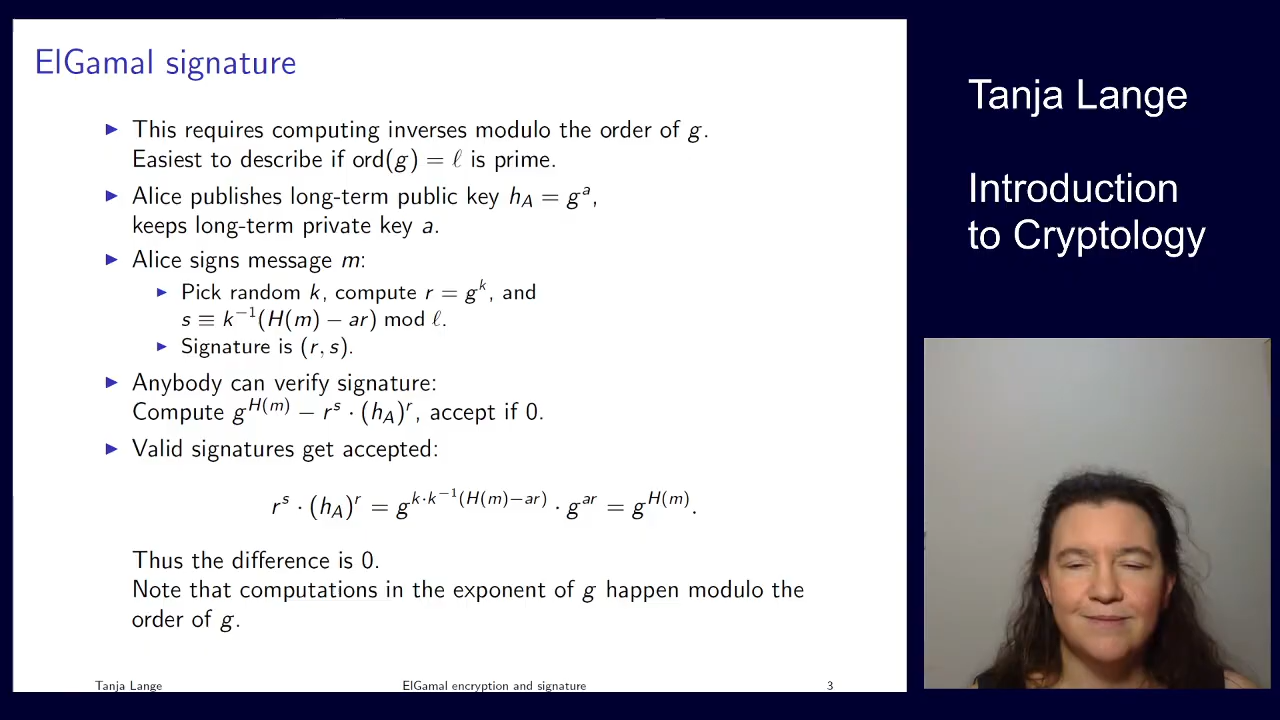 ElGamal signature
▶ This requires computing inverses modulo the order of g.
Easiest to describe if ord(g) = ℓ is prime.
▶ Alice publishes long-term public key h_A = g^a,
keeps long-term private key a.
▶ Alice signs message m:
▶ Pick random k, compute r = g^k, and
s ≡ k^{−1}(H(m) − ar) mod ℓ.
▶ Signature is (r, s).
▶ Anybody can verify signature:
Compute g^{H(m)} − r^s · (h_A)^r, accept if 0.
▶ Valid signatures get accepted:
r^s · (h_A)^r = g^{k·k^{−1}(H(m)−ar)} · g^{ar} = g^{H(m)}.
Thus the difference is 0.
Note that computations in the exponent of g happen modulo the
order of g.
Tanja Lange ElGamal encryption and signature 3
Tanja Lange
Introduction
to Cryptology